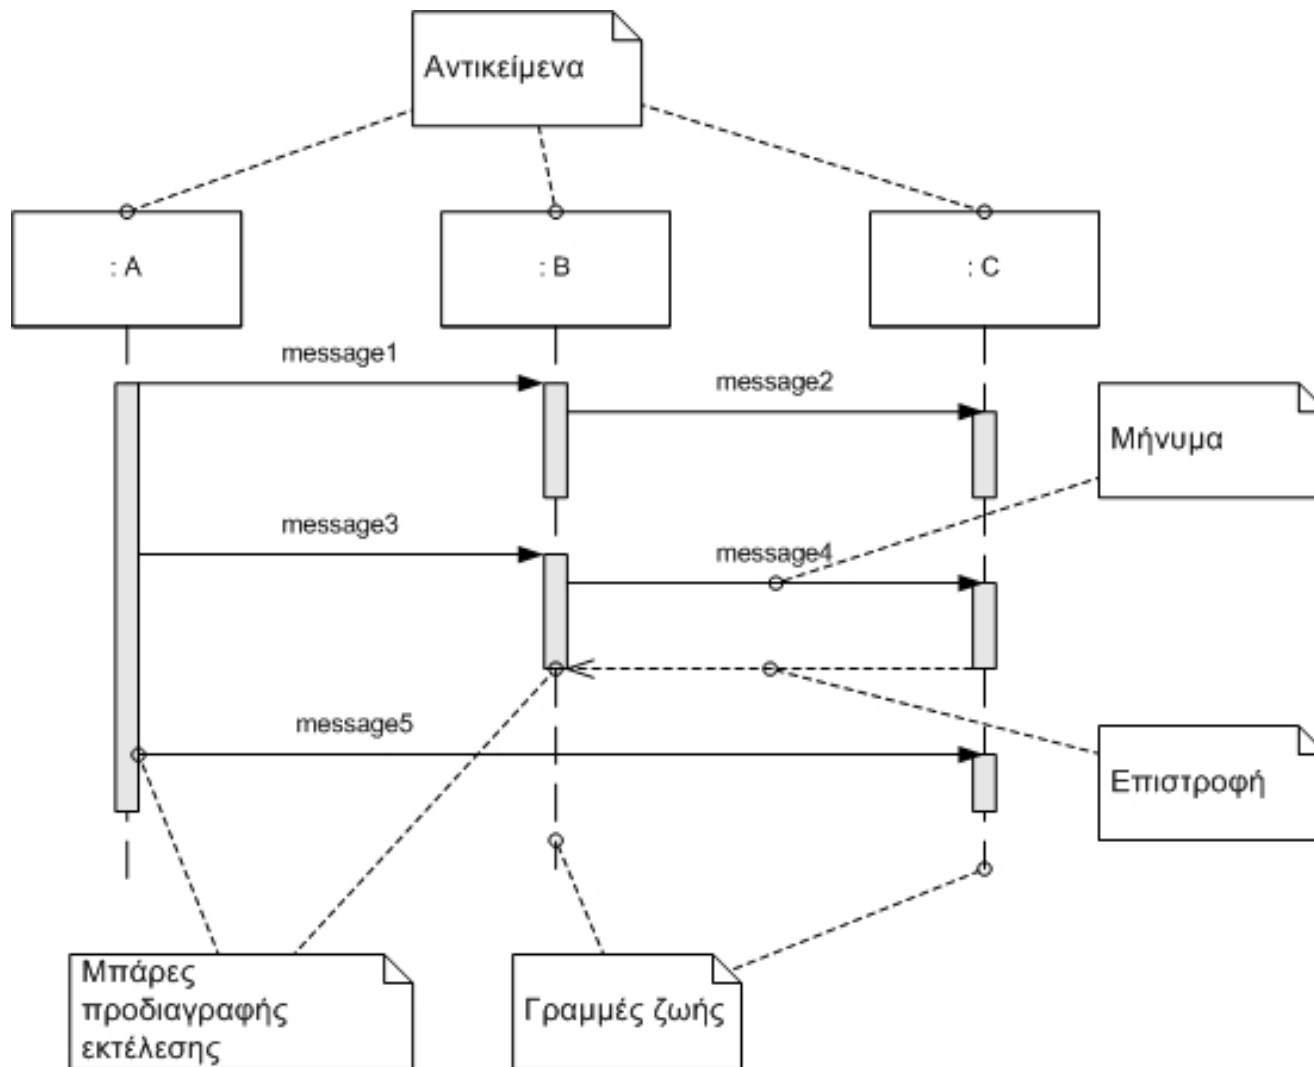 Αντικείμενα
: A
: B
: C
message1
message2
Μήνυμα
message3
message4
message5
Επιστροφή
Μπάρες
προδιαγραφής
εκτέλεσης
Γραμμές ζωής